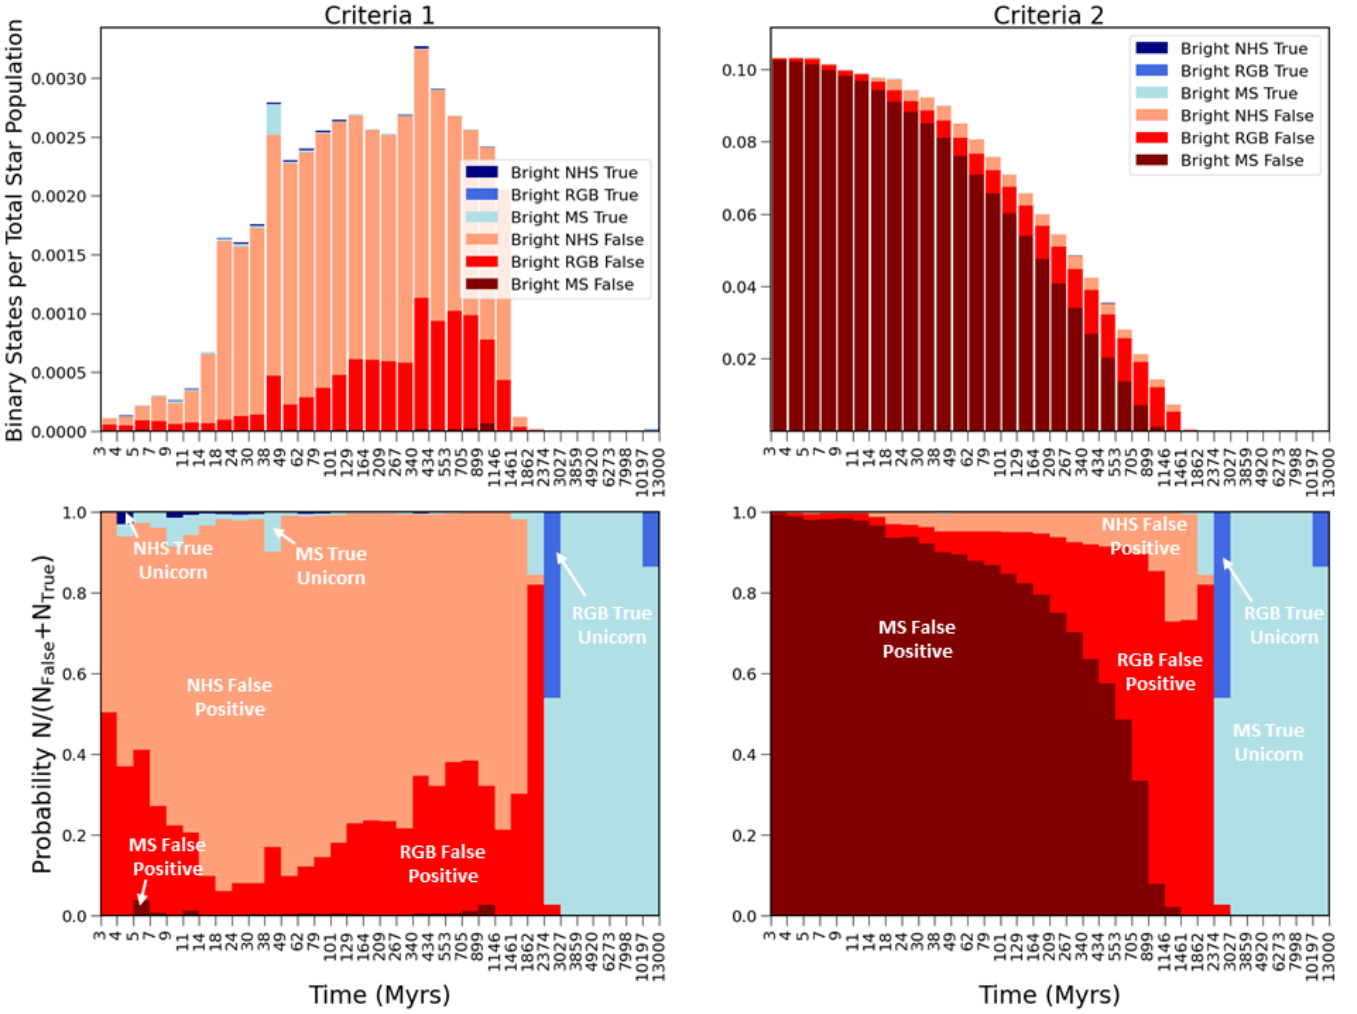 Criteria 1
Binary States per Total Star Population
0.0030
0.0025
0.0020
0.0015
0.0010
0.0005
0.0000
Bright NHS True
Bright RGB True
Bright MS True
Bright NHS False
Bright RGB False
Bright MS False
3 4 5 7 9 11 14 18 24 30 38 49 62 79 101 129 164 209 267 340 434 553 705 899 1146 1461 1862 2374 3027 3859 4920 6273 7998 10197 13000
Criteria 2
0.10
0.08
0.06
0.04
0.02
Bright NHS True
Bright RGB True
Bright MS True
Bright NHS False
Bright RGB False
Bright MS False
3 4 5 7 9 11 14 18 24 30 38 49 62 79 101 129 164 209 267 340 434 553 705 899 1146 1461 1862 2374 3027 3859 4920 6273 7998 10197 13000
Probability N/(N_False+N_True)
1.0
0.8
0.6
0.4
0.2
0.0
NHS True
Unicorn
MS True
Unicorn
RGB True
Unicorn
NHS False
Positive
MS False
Positive
RGB False
Positive
3 4 5 7 9 11 14 18 24 30 38 49 62 79 101 129 164 209 267 340 434 553 705 899 1146 1461 1862 2374 3027 3859 4920 6273 7998 10197 13000
Time (Myrs)
1.0
0.8
0.6
0.4
0.2
0.0
NHS False
Positive
RGB True
Unicorn
MS False
Positive
RGB False
Positive
MS True
Unicorn
3 4 5 7 9 11 14 18 24 30 38 49 62 79 101 129 164 209 267 340 434 553 705 899 1146 1461 1862 2374 3027 3859 4920 6273 7998 10197 13000
Time (Myrs)